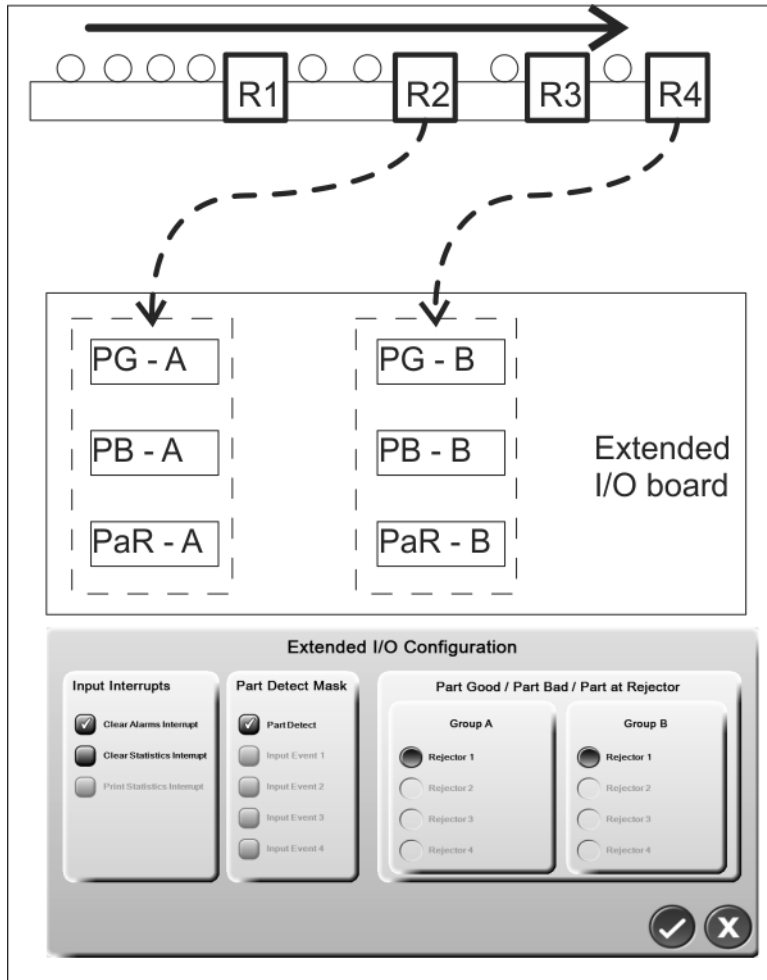 R1
R2
R3
R4
PG - A
PG - B
PB - A
PB - B
Extended
I/O board
PaR - A
PaR - B
Extended I/O Configuration
Input Interrupts
Clear Alarms Interrupt
Clear Statistics Interrupt
Print Statistics Interrupt
Part Detect Mask
Part Detect
Input Event 1
Input Event 2
Input Event 3
Input Event 4
Part Good / Part Bad / Part at Rejector
Group A
Rejector 1
Rejector 2
Rejector 3
Rejector 4
Group B
Rejector 1
Rejector 2
Rejector 3
Rejector 4
X